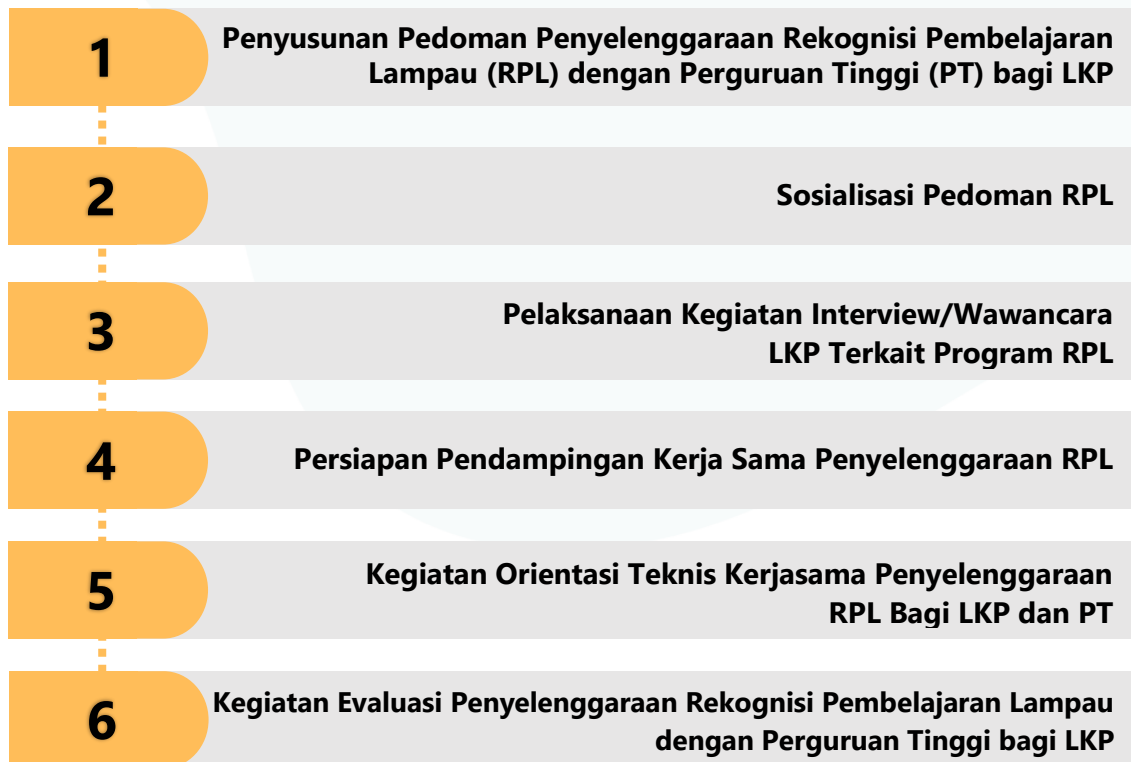 1
Penyusunan Pedoman Penyelenggaraan Rekognisi Pembelajaran
Lampau (RPL) dengan Perguruan Tinggi (PT) bagi LKP
2
Sosialisasi Pedoman RPL
3
Pelaksanaan Kegiatan Interview/Wawancara
LKP Terkait Program RPL
4
Persiapan Pendampingan Kerja Sama Penyelenggaraan RPL
5
Kegiatan Orientasi Teknis Kerjasama Penyelenggaraan
RPL Bagi LKP dan PT
6
Kegiatan Evaluasi Penyelenggaraan Rekognisi Pembelajaran Lampau
dengan Perguruan Tinggi bagi LKP